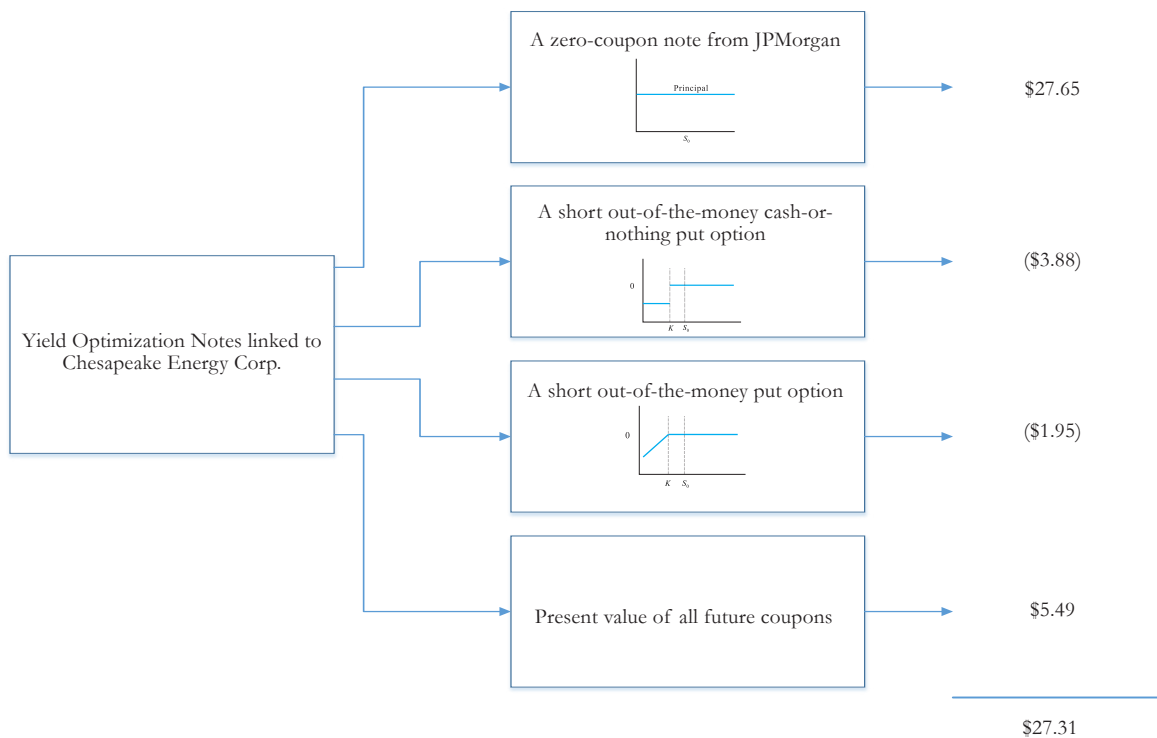 A zero-coupon note from JPMorgan
Principal
S0
$27.65
A short out-of-the-money cash-or-
nothing put option
0
K S0
($3.88)
Yield Optimization Notes linked to
Chesapeake Energy Corp.
A short out-of-the-money put option
0
K S0
($1.95)
Present value of all future coupons
$5.49
$27.31